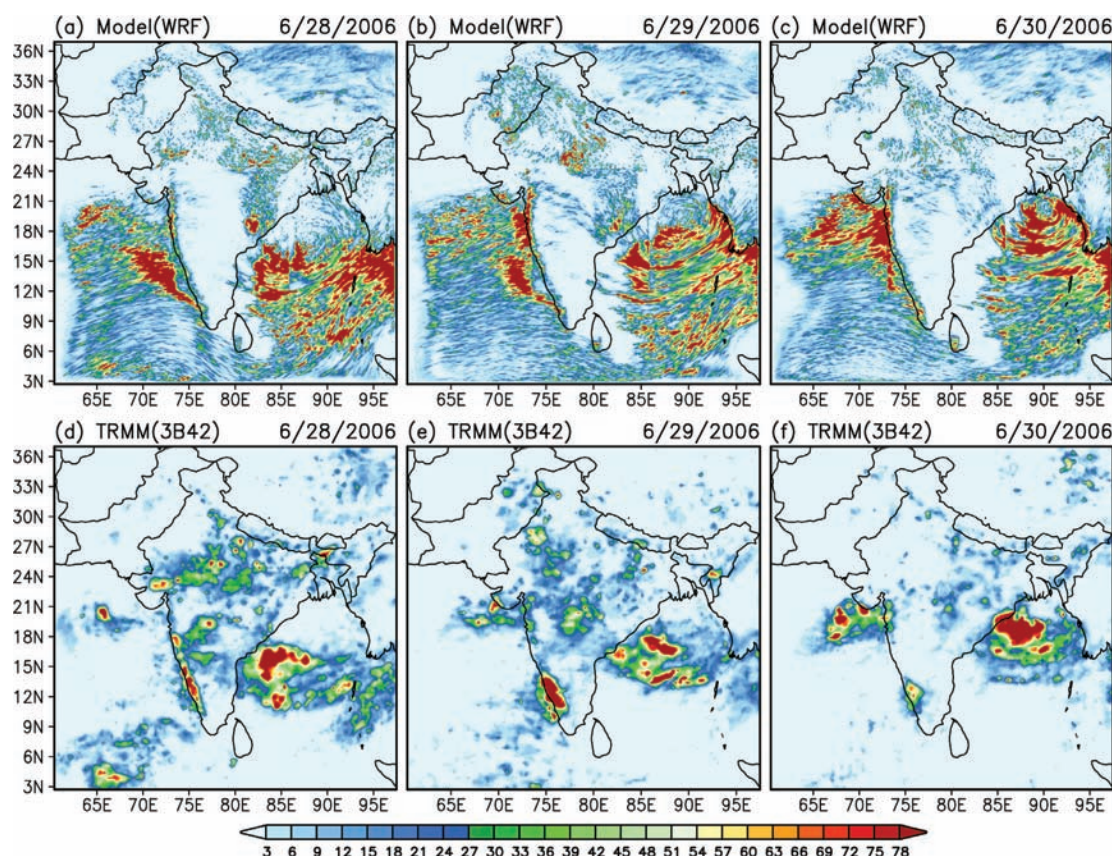 (a) Model(WRF) 6/28/2006 (b) Model(WRF) 6/29/2006 (c) Model(WRF) 6/30/2006
36N
33N
30N
27N
24N
21N
18N
15N
12N
9N
6N
3N
65E 70E 75E 80E 85E 90E 95E 65E 70E 75E 80E 85E 90E 95E 65E 70E 75E 80E 85E 90E 95E
(d) TRMM(3B42) 6/28/2006 (e) TRMM(3B42) 6/29/2006 (f) TRMM(3B42) 6/30/2006
36N
33N
30N
27N
24N
21N
18N
15N
12N
9N
6N
3N
65E 70E 75E 80E 85E 90E 95E 65E 70E 75E 80E 85E 90E 95E 65E 70E 75E 80E 85E 90E 95E
3 6 9 12 15 18 21 24 27 30 33 36 39 42 45 48 51 54 57 60 63 66 69 72 75 78